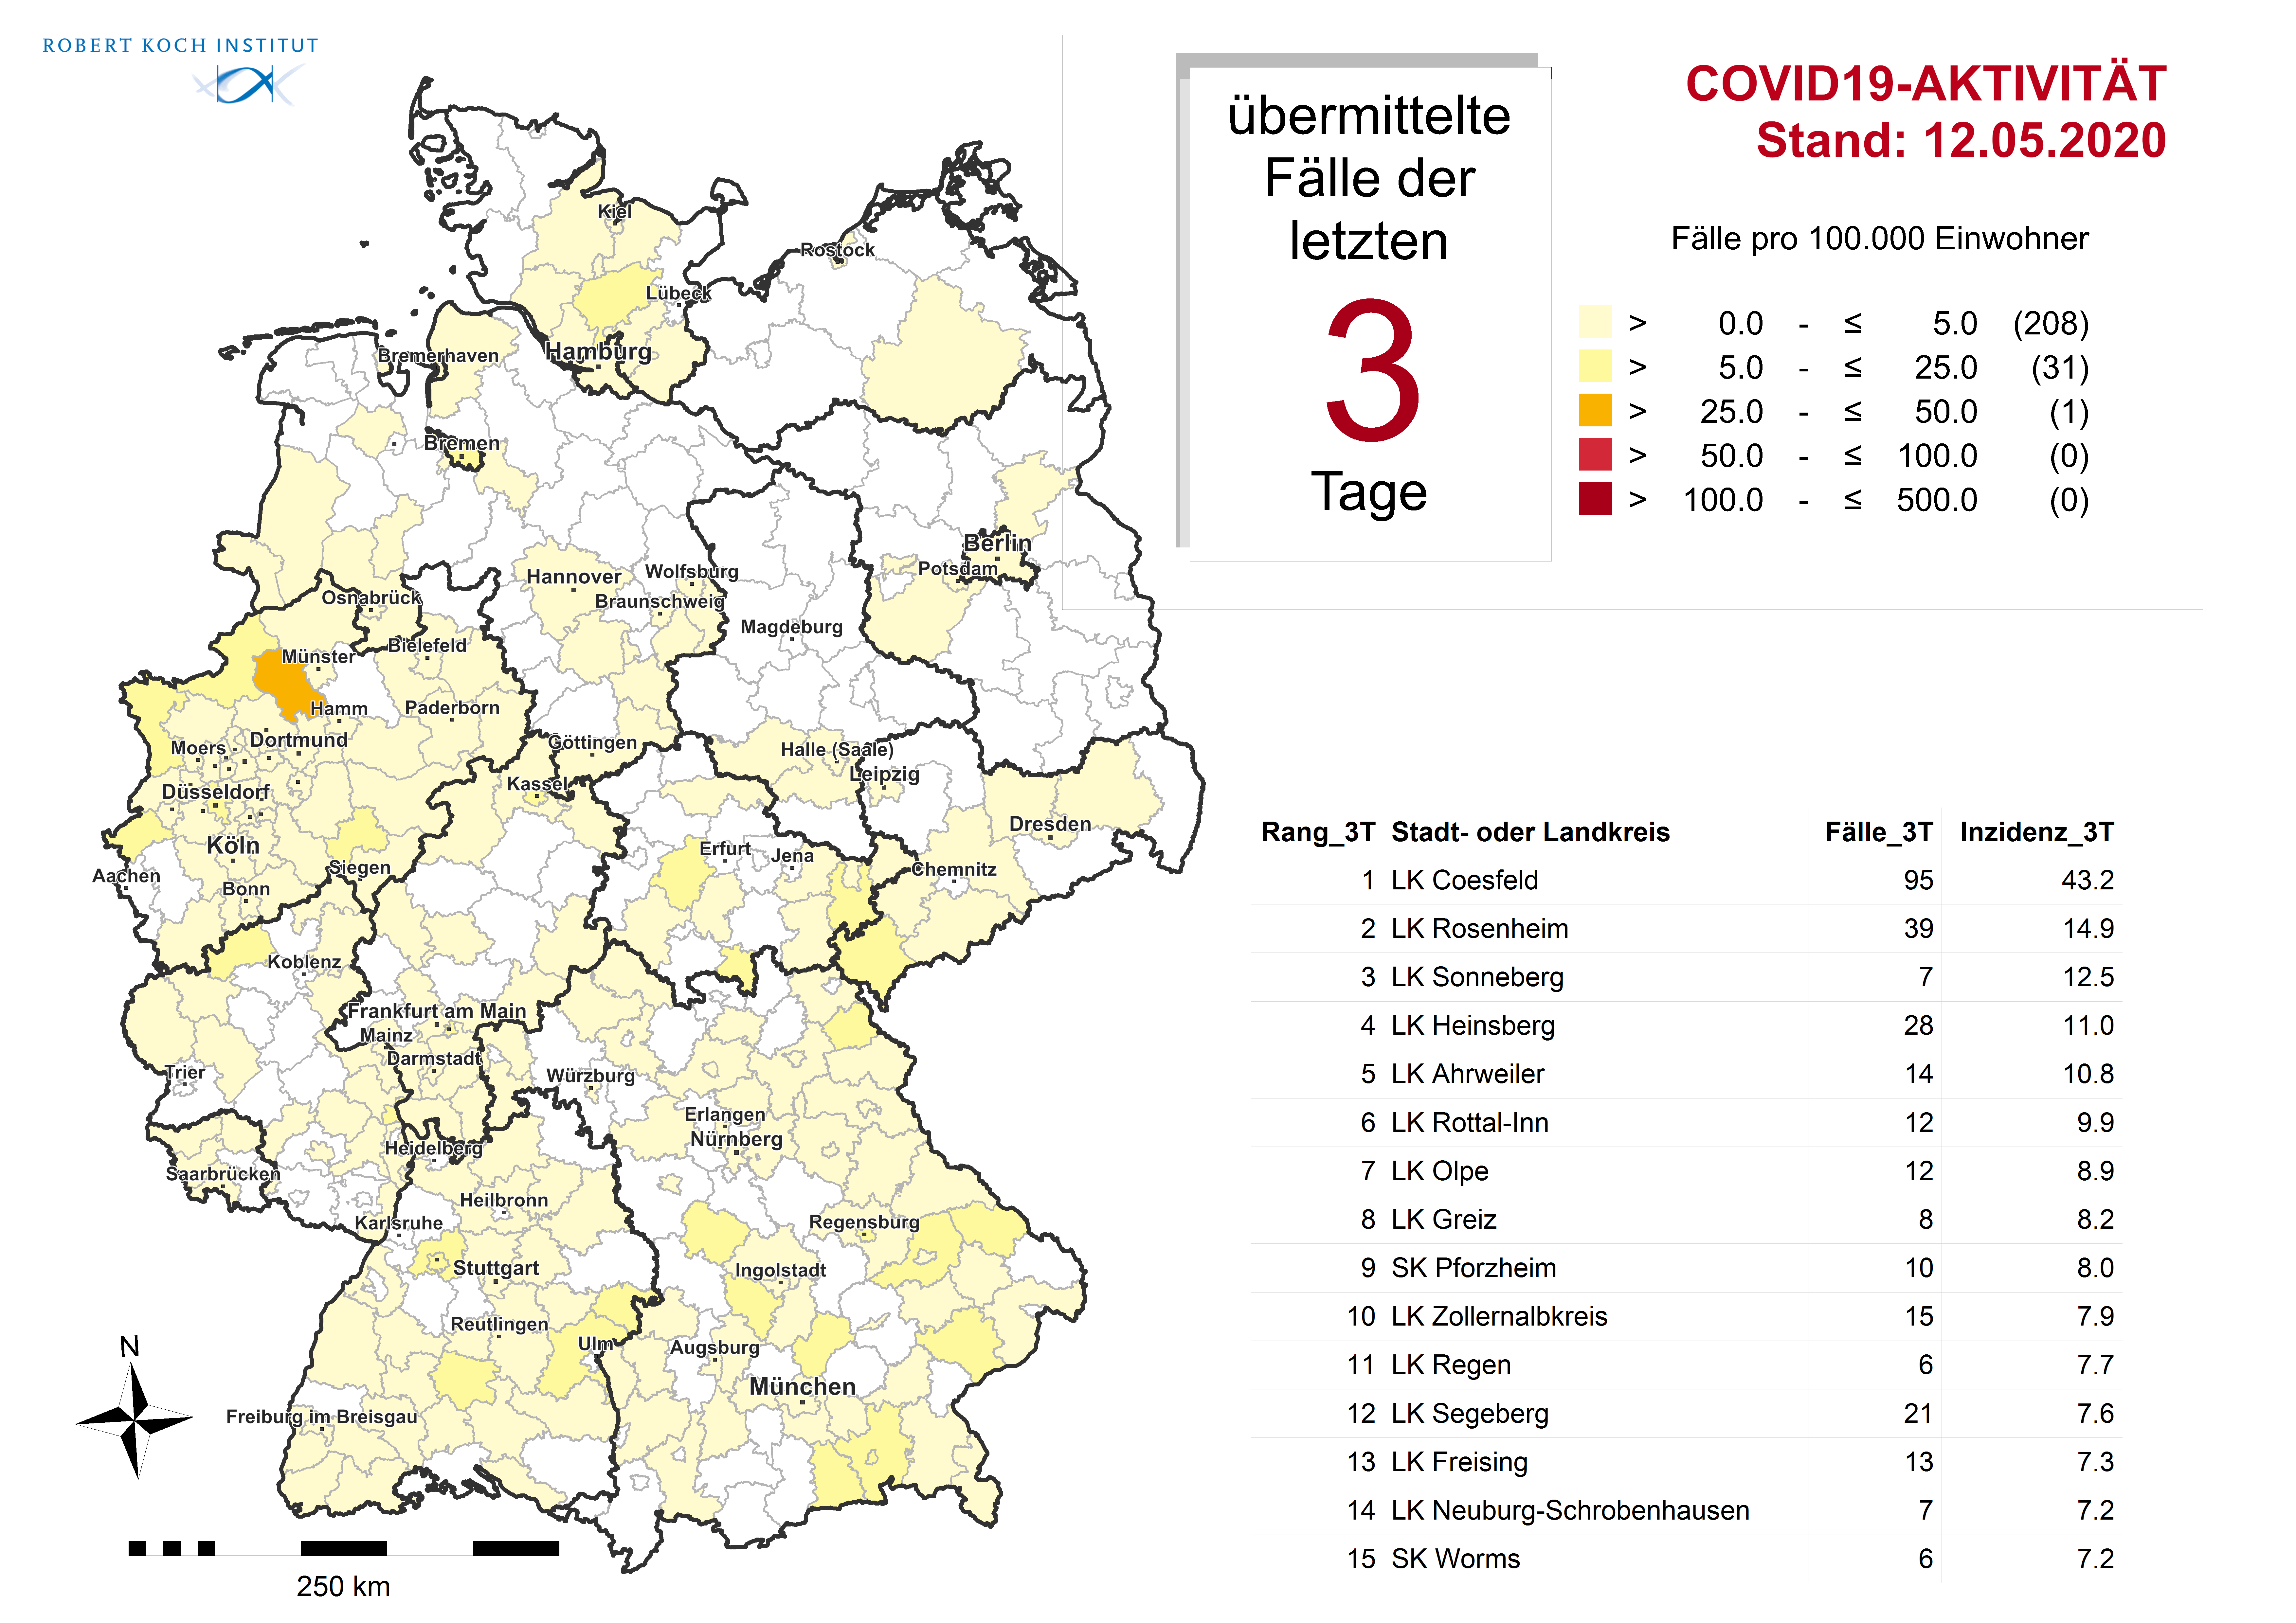 ROBERT KOCH INSTITUT
übermittelte
Fälle der
letzten
3
Tage
COVID19-AKTIVITÄT
Stand: 12.05.2020
Fälle pro 100.000 Einwohner
> 0.0 - ≤ 5.0 (208)
> 5.0 - ≤ 25.0 (31)
> 25.0 - ≤ 50.0 (1)
> 50.0 - ≤ 100.0 (0)
> 100.0 - ≤ 500.0 (0)
Kiel
Rostock
Lübeck
Bremerhaven
Hamburg
Bremen
Berlin
Potsdam
Hannover
Wolfsburg
Braunschweig
Osnabrück
Magdeburg
Bielefeld
Münster
Hamm
Paderborn
Moers
Dortmund
Göttingen
Halle (Saale)
Leipzig
Kassel
Düsseldorf
Dresden
Köln
Erfurt
Jena
Siegen
Chemnitz
Aachen
Bonn
Koblenz
Frankfurt am Main
Mainz
Darmstadt
Trier
Würzburg
Erlangen
Nürnberg
Heidelberg
Saarbrücken
Heilbronn
Karlsruhe
Regensburg
Stuttgart
Ingolstadt
Reutlingen
Ulm
Augsburg
München
Freiburg im Breisgau
N
250 km
Rang_3T Stadt- oder Landkreis Fälle_3T Inzidenz_3T
1 LK Coesfeld 95 43.2
2 LK Rosenheim 39 14.9
3 LK Sonneberg 7 12.5
4 LK Heinsberg 28 11.0
5 LK Ahrweiler 14 10.8
6 LK Rottal-Inn 12 9.9
7 LK Olpe 12 8.9
8 LK Greiz 8 8.2
9 SK Pforzheim 10 8.0
10 LK Zollernalbkreis 15 7.9
11 LK Regen 6 7.7
12 LK Segeberg 21 7.6
13 LK Freising 13 7.3
14 LK Neuburg-Schrobenhausen 7 7.2
15 SK Worms 6 7.2